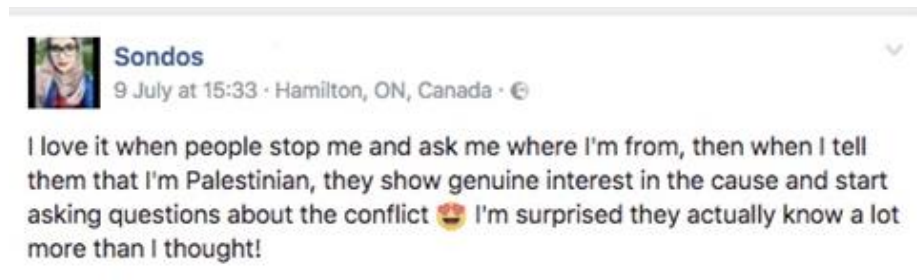 Sondos
9 July at 15:33 · Hamilton, ON, Canada ·
I love it when people stop me and ask me where I'm from, then when I tell
them that I'm Palestinian, they show genuine interest in the cause and start
asking questions about the conflict 😍 I'm surprised they actually know a lot
more than I thought!